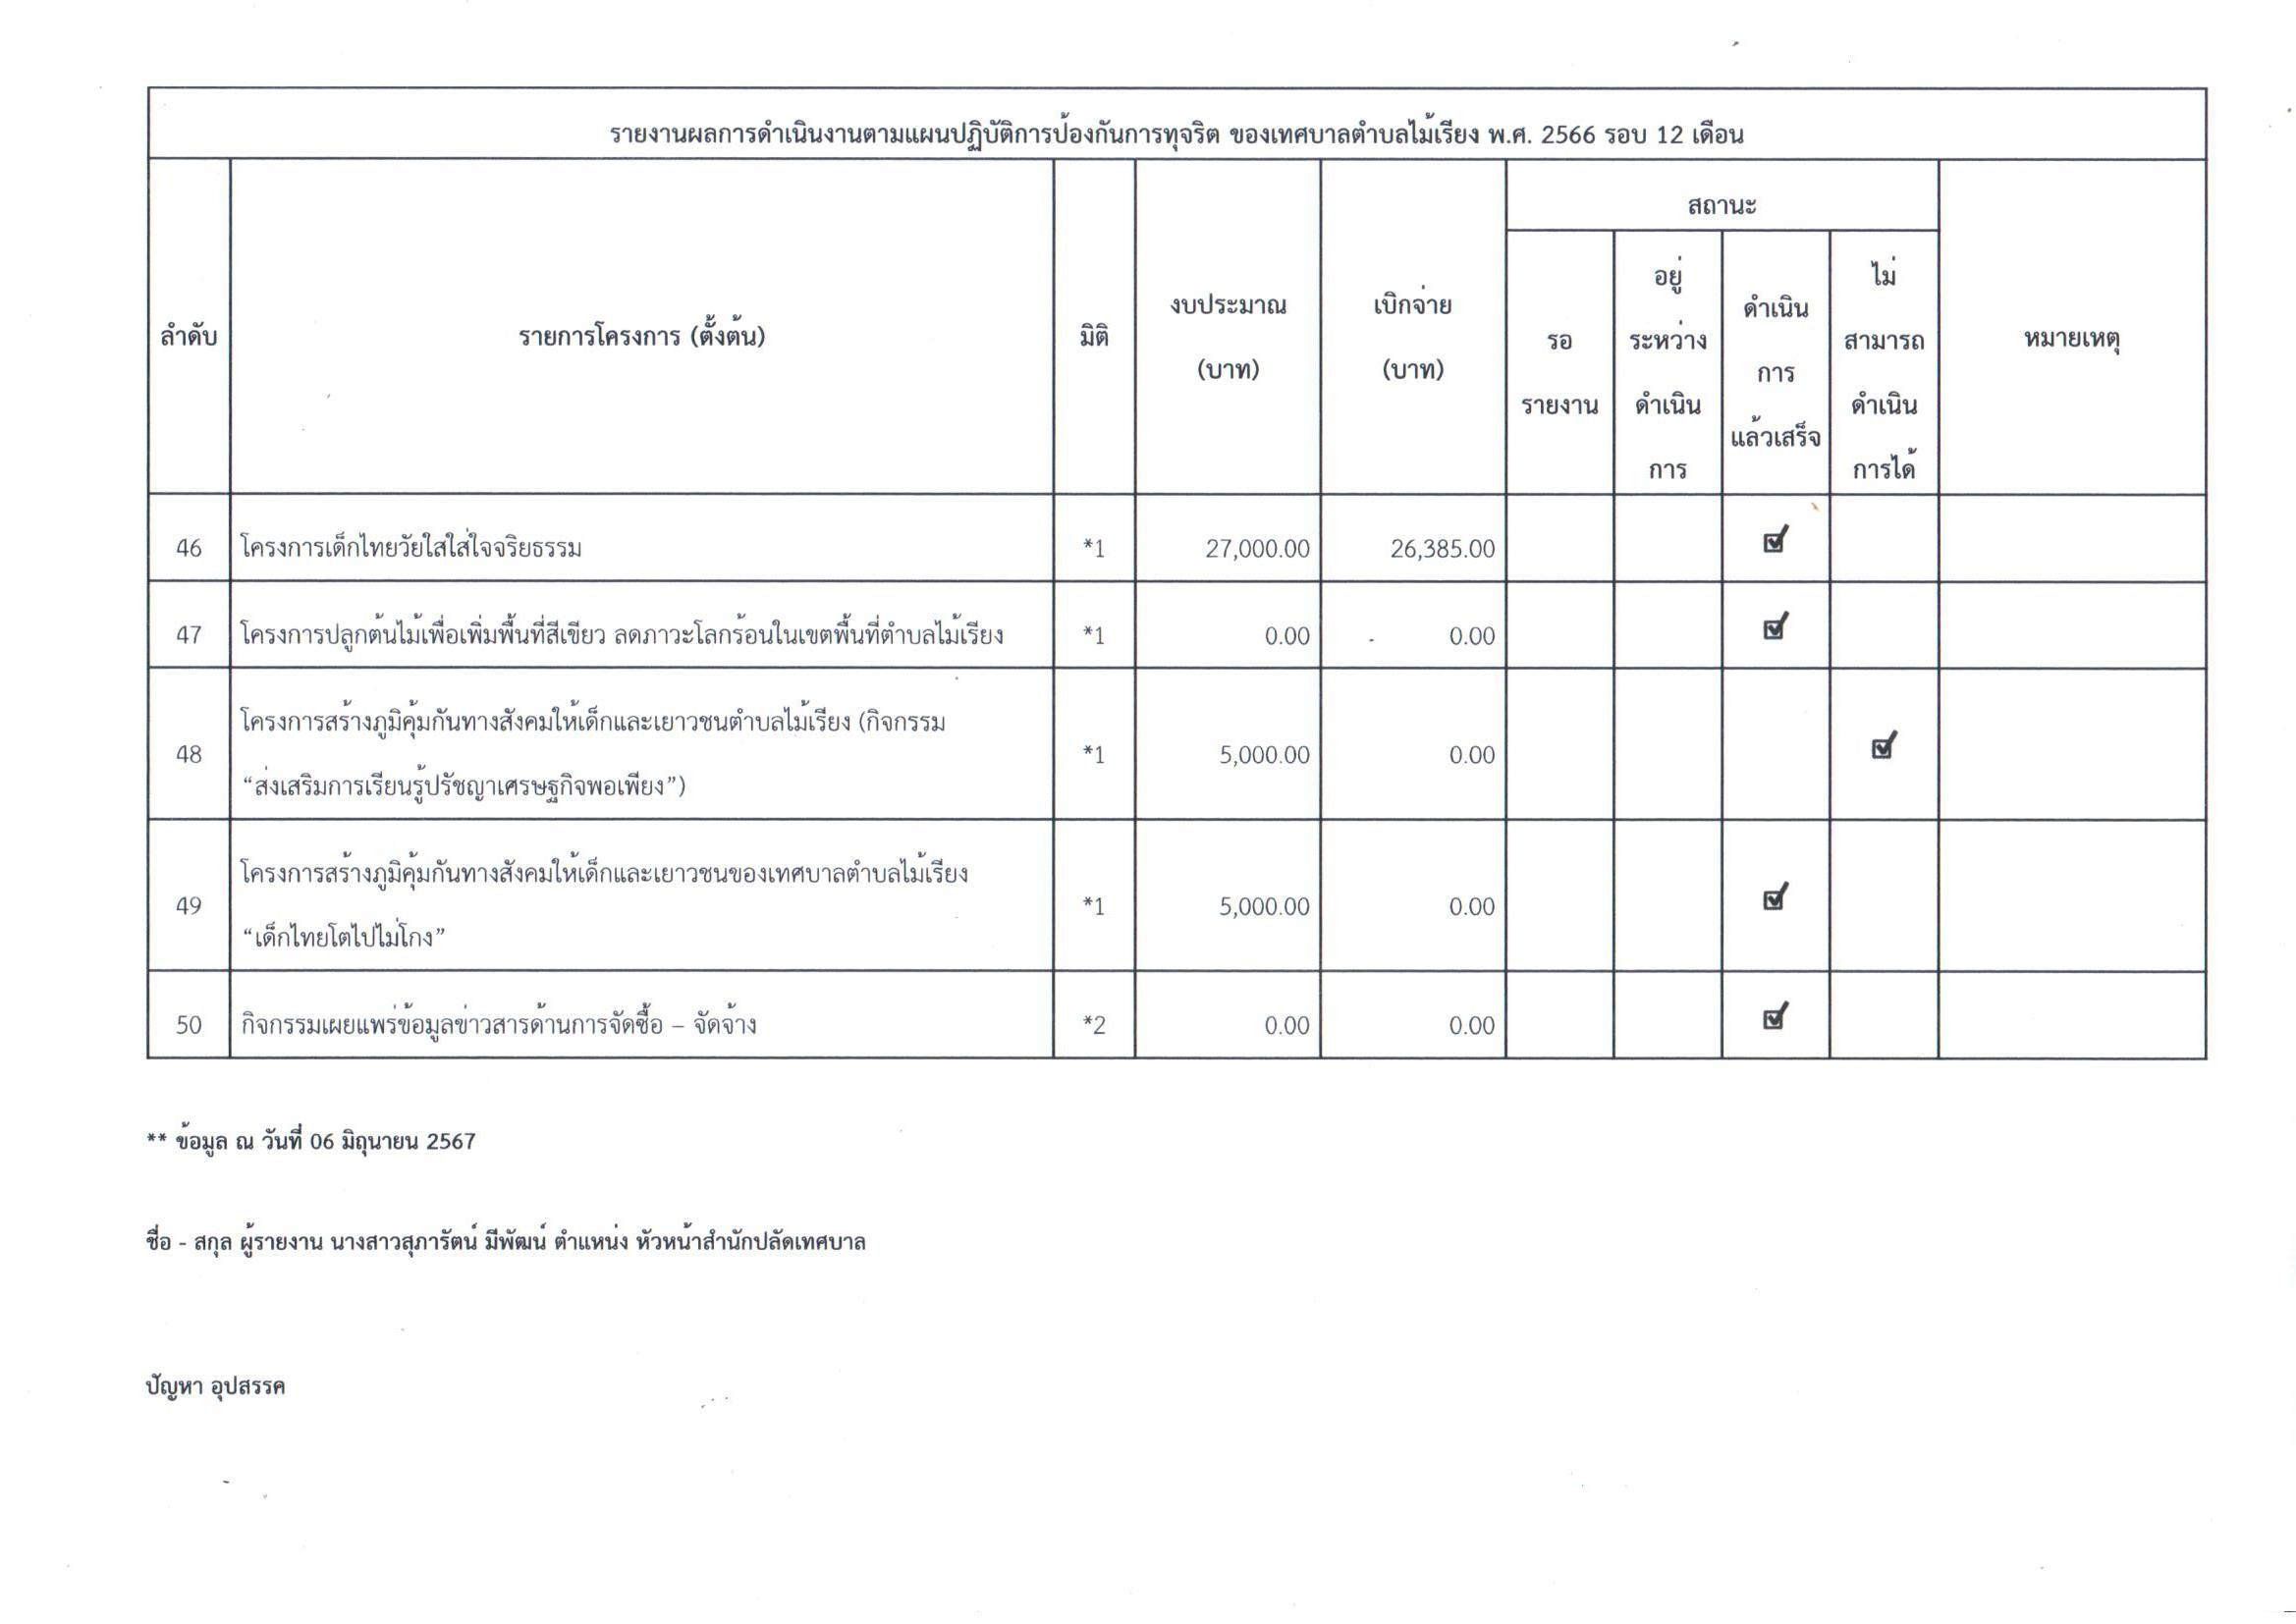 รายงานผลการดำเนินงานตามแผนปฏิบัติการป้องกันการทุจริต ของเทศบาลตำบลไม้เรียง พ.ศ. 2566 รอบ 12 เดือน
ลำดับ
รายการโครงการ (ตั้งต้น)
มิติ
งบประมาณ
(บาท)
เบิกจ่าย
(บาท)
สถานะ
รอ
รายงาน
อยู่
ระหว่าง
ดำเนิน
การ
ดำเนิน
การ
แล้วเสร็จ
ไม่
สามารถ
ดำเนิน
การได้
หมายเหตุ
46 โครงการเด็กไทยวัยใสใส่ใจจริยธรรม *1 27,000.00 26,385.00 ☑
47 โครงการปลูกต้นไม้เพื่อเพิ่มพื้นที่สีเขียว ลดภาวะโลกร้อนในเขตพื้นที่ตำบลไม้เรียง *1 0.00 0.00 ☑
โครงการสร้างภูมิคุ้มกันทางสังคมให้เด็กและเยาวชนตำบลไม้เรียง (กิจกรรม
48 *1 5,000.00 0.00 ☑
“ส่งเสริมการเรียนรู้ปรัชญาเศรษฐกิจพอเพียง”)
โครงการสร้างภูมิคุ้มกันทางสังคมให้เด็กและเยาวชนของเทศบาลตำบลไม้เรียง
49 *1 5,000.00 0.00 ☑
“เด็กไทยโตไปไม่โกง”
50 กิจกรรมเผยแพร่ข้อมูลข่าวสารด้านการจัดซื้อ – จัดจ้าง *2 0.00 0.00 ☑
** ข้อมูล ณ วันที่ 06 มิถุนายน 2567
ชื่อ - สกุล ผู้รายงาน นางสาวสุภารัตน์ มีพัฒน์ ตำแหน่ง หัวหน้าสำนักปลัดเทศบาล
ปัญหา อุปสรรค
-